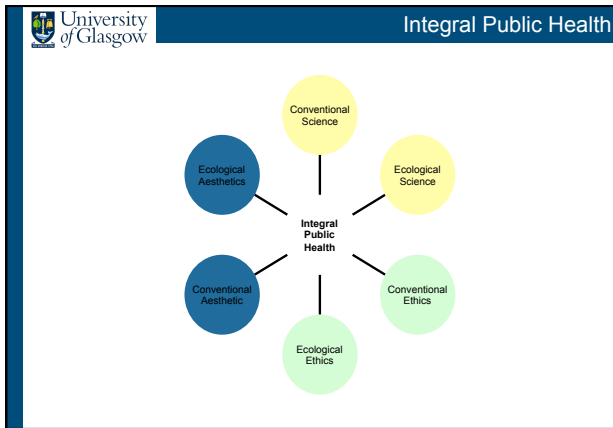 University
of Glasgow
Integral Public Health
Conventional
Science
Ecological
Aesthetics
Ecological
Science
Integral
Public
Health
Conventional
Aesthetic
Conventional
Ethics
Ecological
Ethics